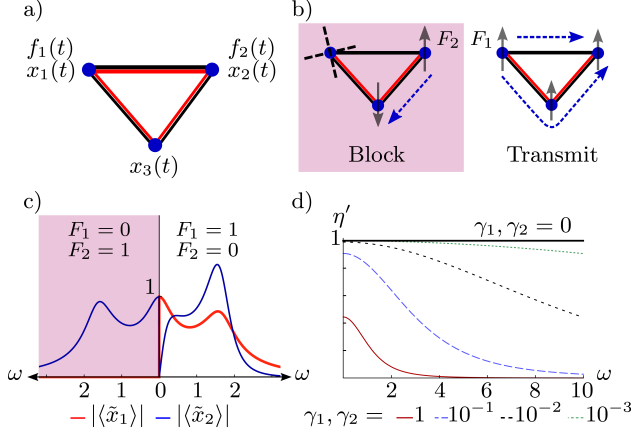 a)
f₁(t)
x₁(t)
f₂(t)
x₂(t)
x₃(t)
b)
F₂
Block
F₁
Transmit
c)
F₁ = 0
F₂ = 1
F₁ = 1
F₂ = 0
1
ω 2 1 0 1 2 ω
|⟨x̃₁⟩| |⟨x̃₂⟩|
d)
η′
γ₁, γ₂ = 0
1
2 4 6 8 10 ω
γ₁, γ₂ = 1 10⁻¹ 10⁻² 10⁻³